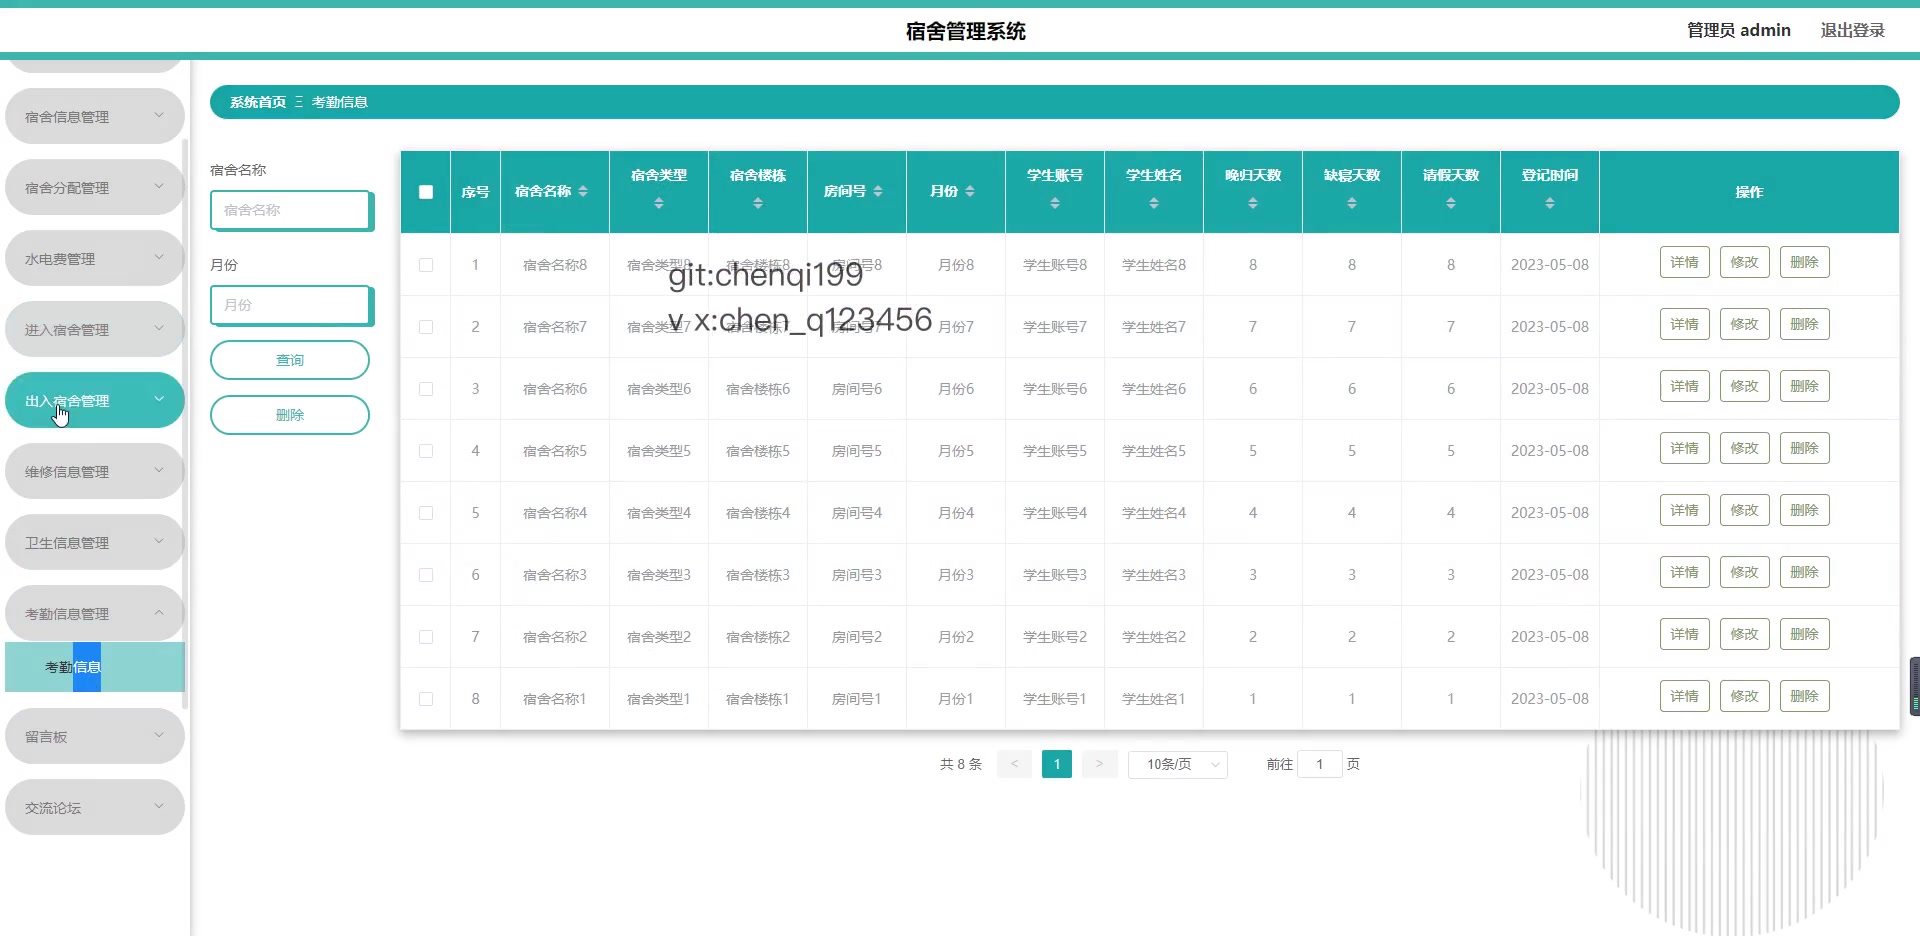 宿舍管理系统
管理员 admin
退出登录
宿舍信息管理
宿舍分配管理
水电费管理
进入宿舍管理
出入宿舍管理
维修信息管理
卫生信息管理
考勤信息管理
考勤信息
留言板
交流论坛
系统首页 Ξ 考勤信息
宿舍名称
宿舍名称
月份
月份
查询
删除
序号 宿舍名称 宿舍类型 宿舍楼栋 房间号 月份 学生账号 学生姓名 晚归天数 缺寝天数 请假天数 登记时间 操作
1 宿舍名称8 宿舍类型8 宿舍楼栋8 房间号8 月份8 学生账号8 学生姓名8 8 8 8 2023-05-08 详情 修改 删除
git:chenqi199
v x:chen_q123456
2 宿舍名称7 宿舍类型7 宿舍楼栋7 房间号7 月份7 学生账号7 学生姓名7 7 7 7 2023-05-08 详情 修改 删除
3 宿舍名称6 宿舍类型6 宿舍楼栋6 房间号6 月份6 学生账号6 学生姓名6 6 6 6 2023-05-08 详情 修改 删除
4 宿舍名称5 宿舍类型5 宿舍楼栋5 房间号5 月份5 学生账号5 学生姓名5 5 5 5 2023-05-08 详情 修改 删除
5 宿舍名称4 宿舍类型4 宿舍楼栋4 房间号4 月份4 学生账号4 学生姓名4 4 4 4 2023-05-08 详情 修改 删除
6 宿舍名称3 宿舍类型3 宿舍楼栋3 房间号3 月份3 学生账号3 学生姓名3 3 3 3 2023-05-08 详情 修改 删除
7 宿舍名称2 宿舍类型2 宿舍楼栋2 房间号2 月份2 学生账号2 学生姓名2 2 2 2 2023-05-08 详情 修改 删除
8 宿舍名称1 宿舍类型1 宿舍楼栋1 房间号1 月份1 学生账号1 学生姓名1 1 1 1 2023-05-08 详情 修改 删除
共 8 条 < 1 > 10条/页 前往 1 页